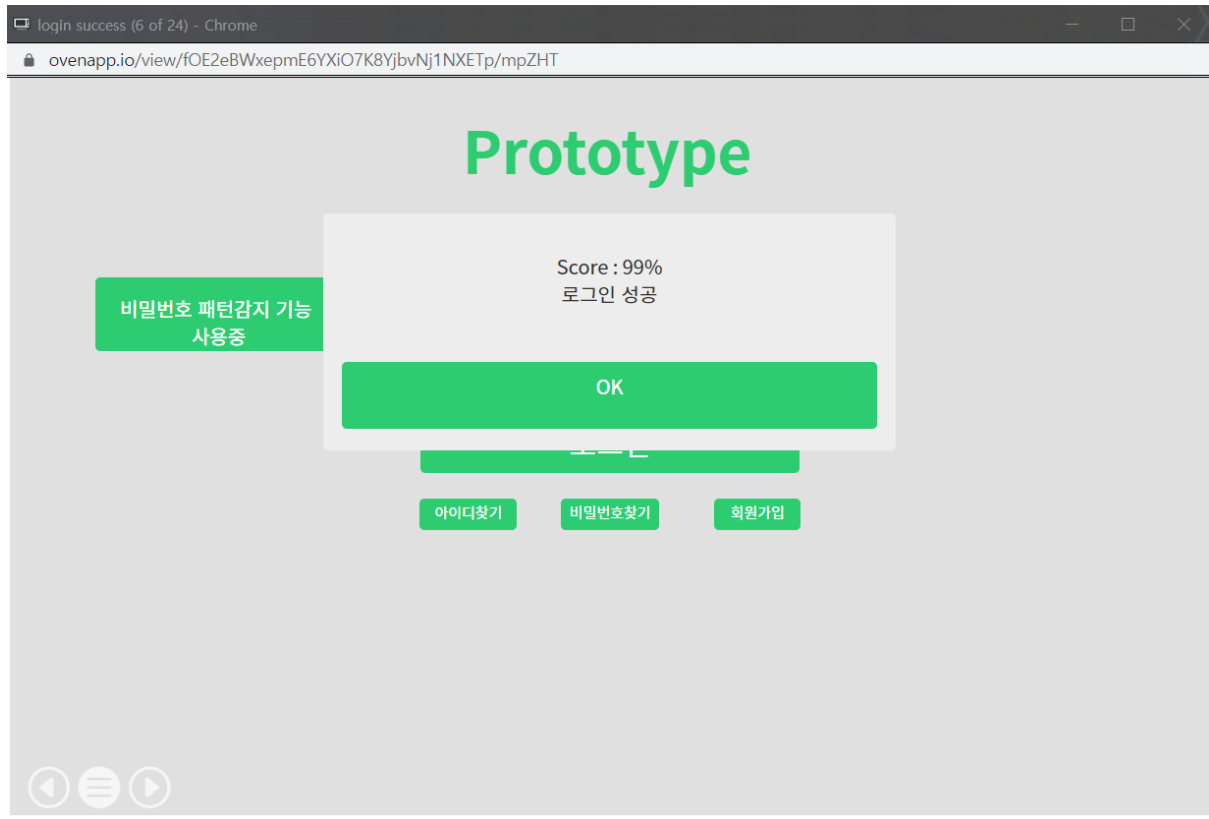 login success (6 of 24) - Chrome
ovenapp.io/view/fOE2eBWxepmE6YXiO7K8YjbvNj1NXETp/mpZHT
Prototype
Score : 99%
로그인 성공
비밀번호 패턴감지 기능
사용중
OK
아이디찾기 비밀번호찾기 회원가입